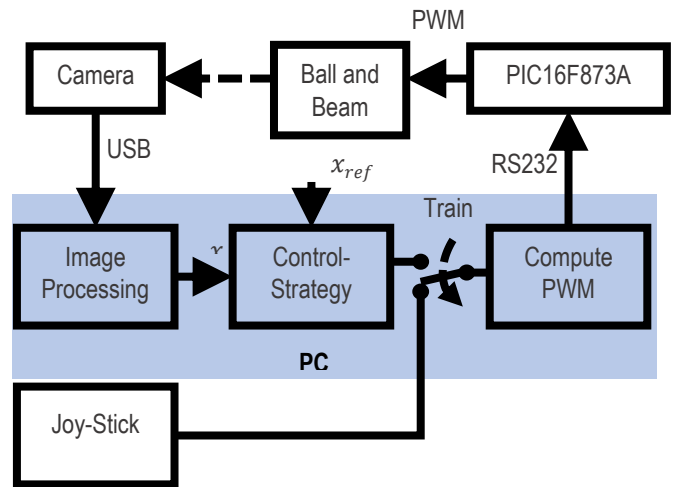 PWM
Camera
Ball and
Beam
PIC16F873A
USB
RS232
x_ref
Train
Image
Processing
Control-
Strategy
Compute
PWM
PC
Joy-Stick